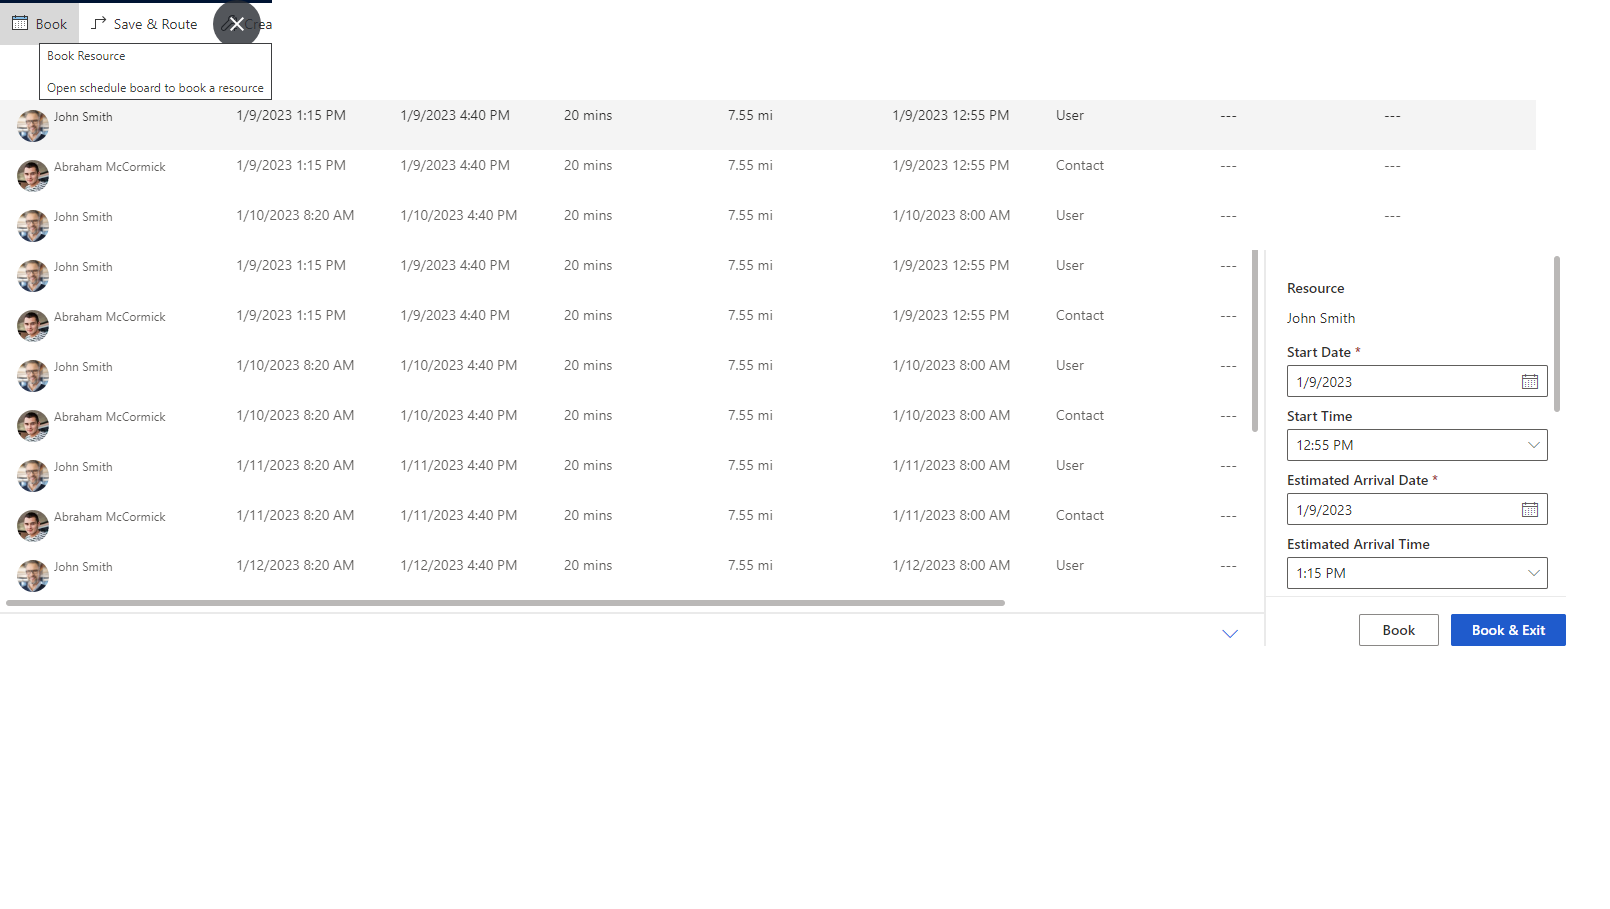 Book Save & Route Crea
Book Resource
Open schedule board to book a resource
John Smith 1/9/2023 1:15 PM 1/9/2023 4:40 PM 20 mins 7.55 mi 1/9/2023 12:55 PM User --- ---
Abraham McCormick 1/9/2023 1:15 PM 1/9/2023 4:40 PM 20 mins 7.55 mi 1/9/2023 12:55 PM Contact --- ---
John Smith 1/10/2023 8:20 AM 1/10/2023 4:40 PM 20 mins 7.55 mi 1/10/2023 8:00 AM User --- ---
John Smith 1/9/2023 1:15 PM 1/9/2023 4:40 PM 20 mins 7.55 mi 1/9/2023 12:55 PM User ---
Abraham McCormick 1/9/2023 1:15 PM 1/9/2023 4:40 PM 20 mins 7.55 mi 1/9/2023 12:55 PM Contact ---
John Smith 1/10/2023 8:20 AM 1/10/2023 4:40 PM 20 mins 7.55 mi 1/10/2023 8:00 AM User ---
Abraham McCormick 1/10/2023 8:20 AM 1/10/2023 4:40 PM 20 mins 7.55 mi 1/10/2023 8:00 AM Contact ---
John Smith 1/11/2023 8:20 AM 1/11/2023 4:40 PM 20 mins 7.55 mi 1/11/2023 8:00 AM User ---
Abraham McCormick 1/11/2023 8:20 AM 1/11/2023 4:40 PM 20 mins 7.55 mi 1/11/2023 8:00 AM Contact ---
John Smith 1/12/2023 8:20 AM 1/12/2023 4:40 PM 20 mins 7.55 mi 1/12/2023 8:00 AM User ---
Resource
John Smith
Start Date *
1/9/2023
Start Time
12:55 PM
Estimated Arrival Date *
1/9/2023
Estimated Arrival Time
1:15 PM
Book Book & Exit